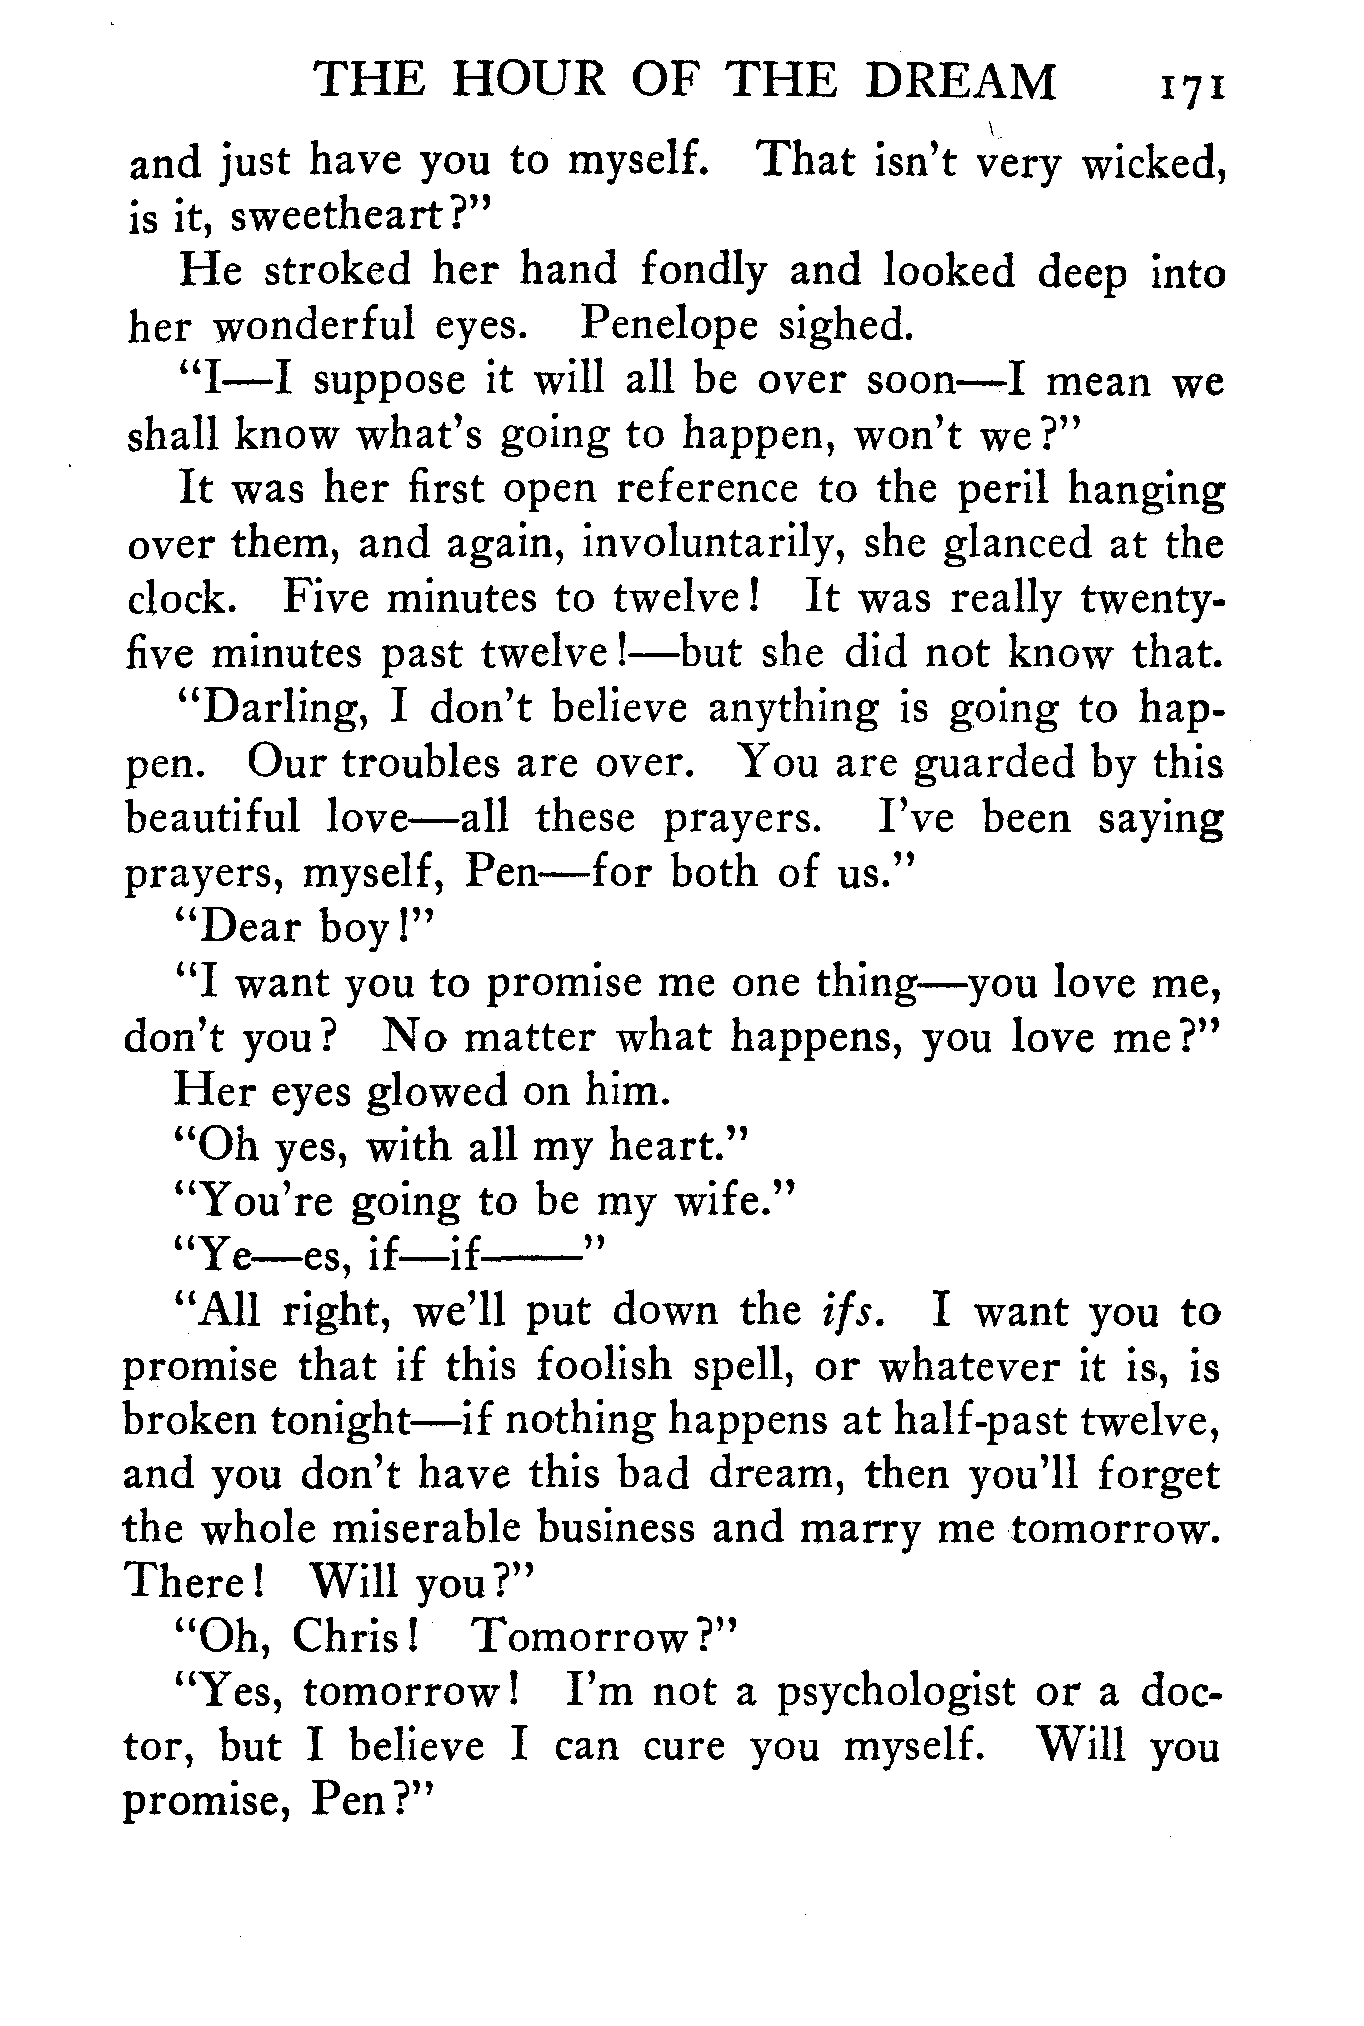 THE HOUR OF THE DREAM 171
and just have you to myself. That isn't very wicked,
is it, sweetheart?"
He stroked her hand fondly and looked deep into
her wonderful eyes. Penelope sighed.
"I—I suppose it will all be over soon—I mean we
shall know what's going to happen, won't we?"
It was her first open reference to the peril hanging
over them, and again, involuntarily, she glanced at the
clock. Five minutes to twelve! It was really twenty-
five minutes past twelve!—but she did not know that.
"Darling, I don't believe anything is going to hap-
pen. Our troubles are over. You are guarded by this
beautiful love—all these prayers. I've been saying
prayers, myself, Pen—for both of us."
"Dear boy!"
"I want you to promise me one thing—you love me,
don't you? No matter what happens, you love me?"
Her eyes glowed on him.
"Oh yes, with all my heart."
"You're going to be my wife."
"Ye—es, if—if——"
"All right, we'll put down the ifs. I want you to
promise that if this foolish spell, or whatever it is, is
broken tonight—if nothing happens at half-past twelve,
and you don't have this bad dream, then you'll forget
the whole miserable business and marry me tomorrow.
There! Will you?"
"Oh, Chris! Tomorrow?"
"Yes, tomorrow! I'm not a psychologist or a doc-
tor, but I believe I can cure you myself. Will you
promise, Pen?"